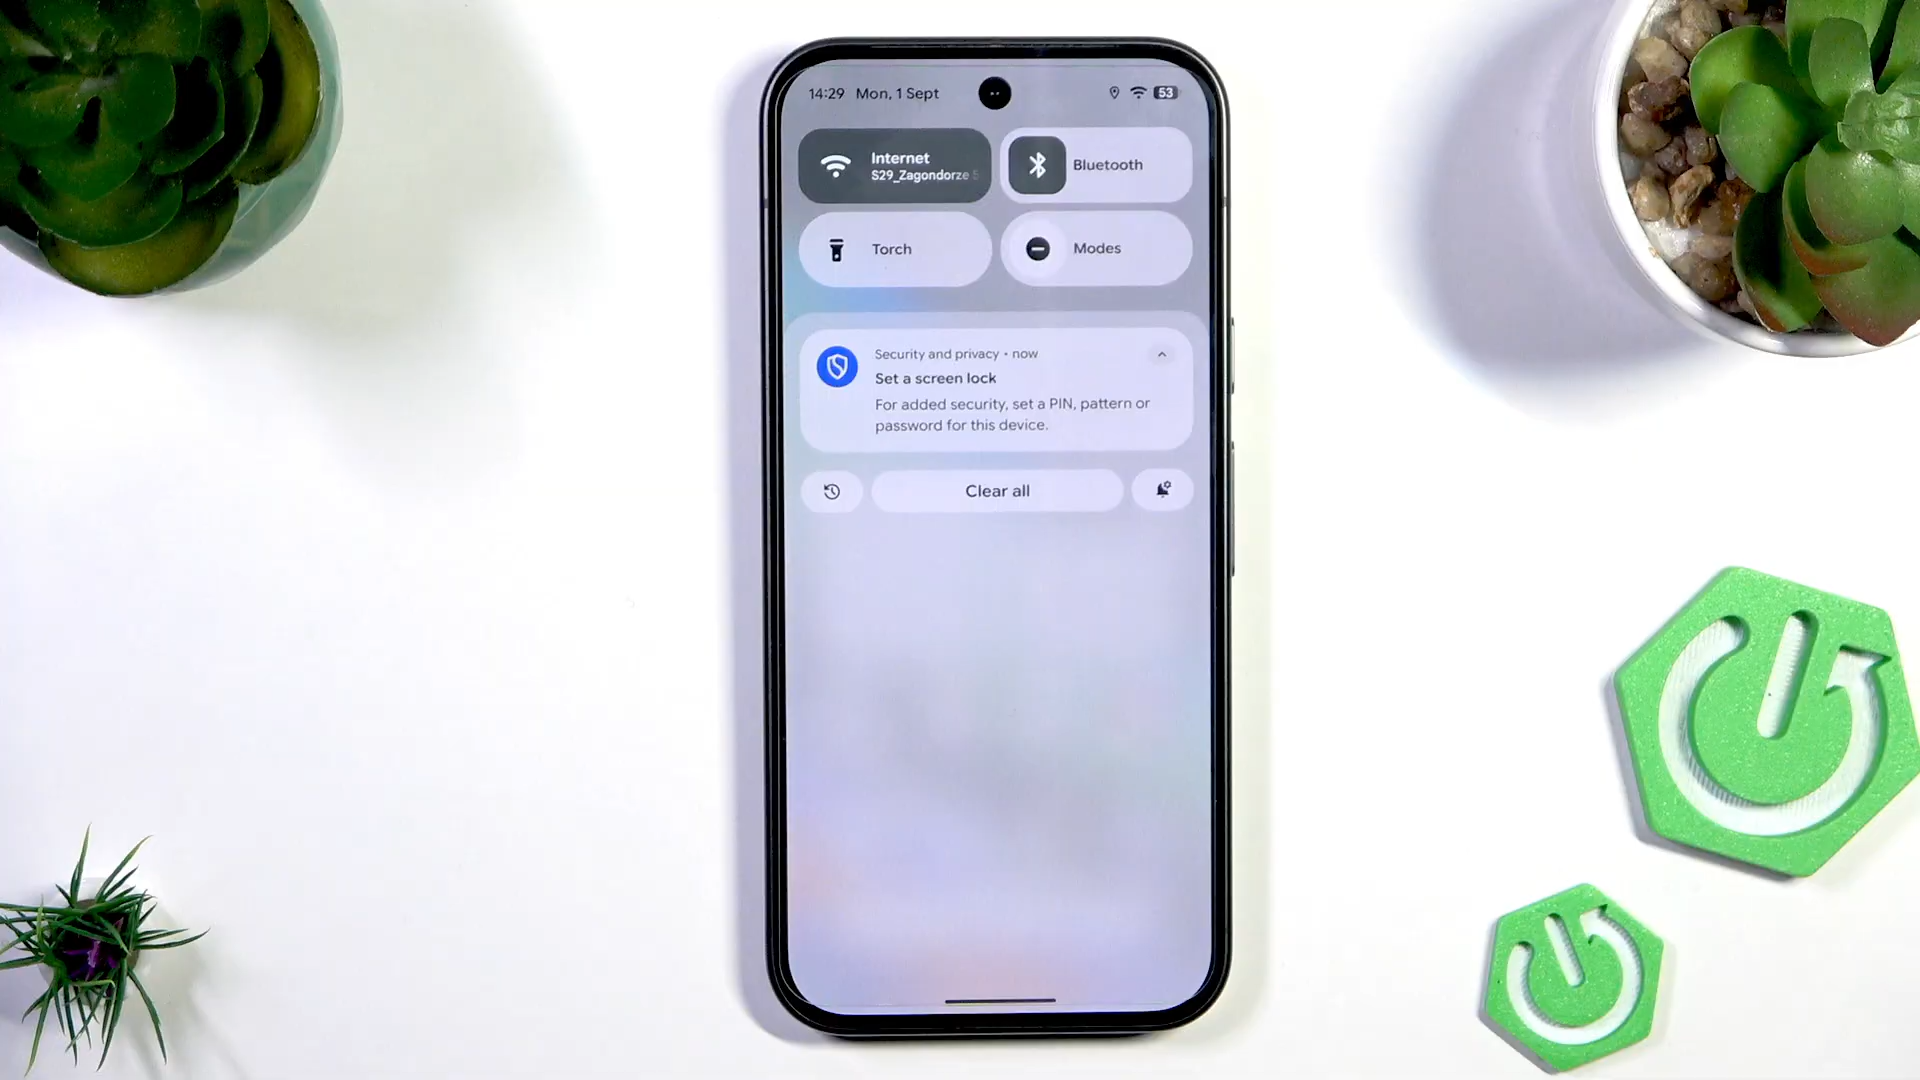 14:29 Mon, 1 Sept
53
Internet
S29_Zagondorze
Bluetooth
Torch
Modes
Security and privacy • now
Set a screen lock
For added security, set a PIN, pattern or
password for this device.
Clear all